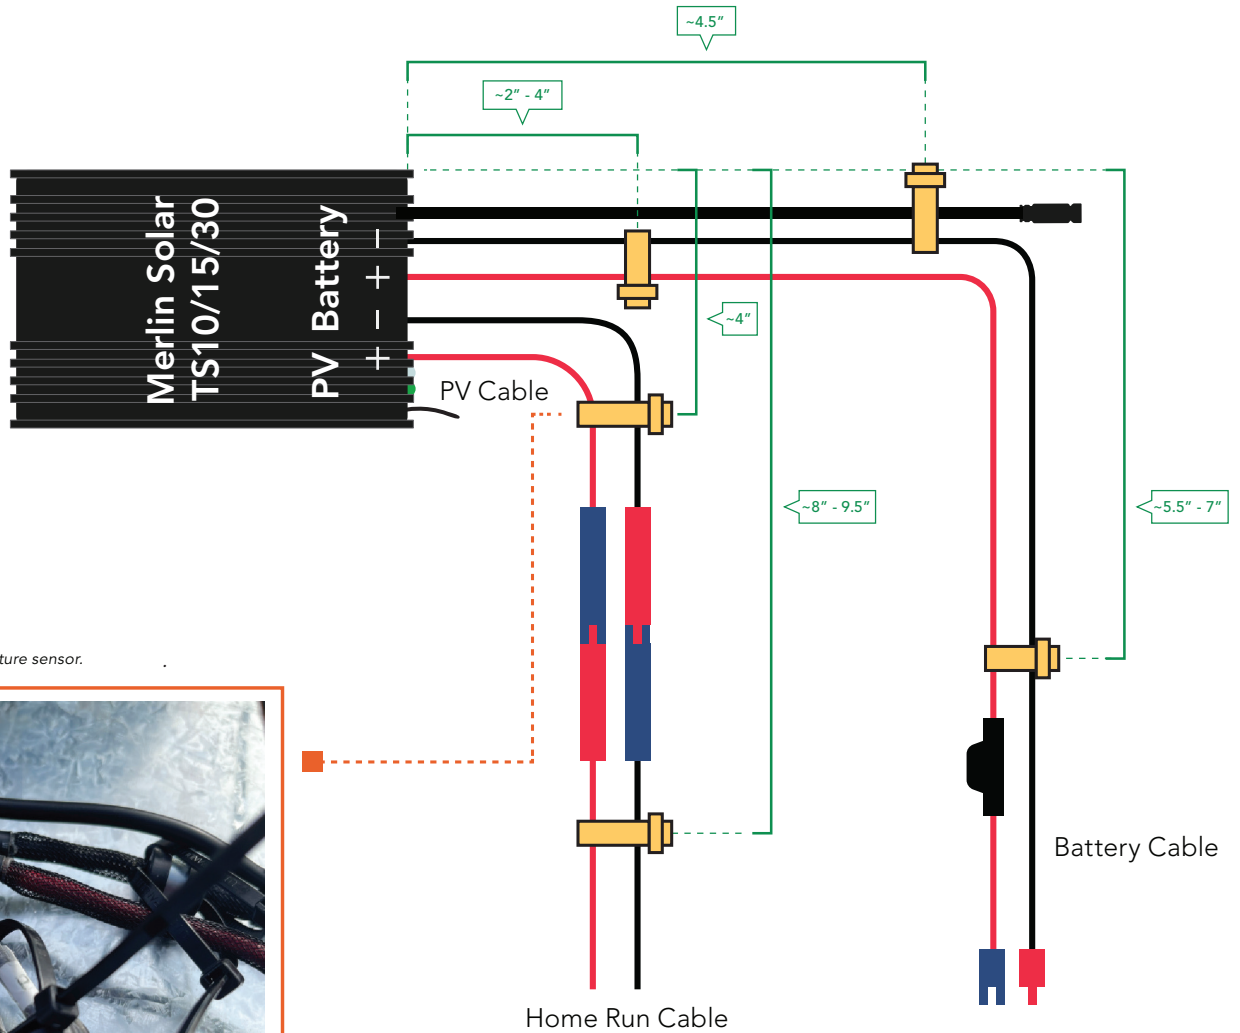 ~4.5”
~2” - 4”
Merlin Solar
TS10/15/30
PV Battery
+ − + −
~4”
PV Cable
~8” - 9.5”
~5.5” - 7”
ture sensor.
.
Battery Cable
Home Run Cable